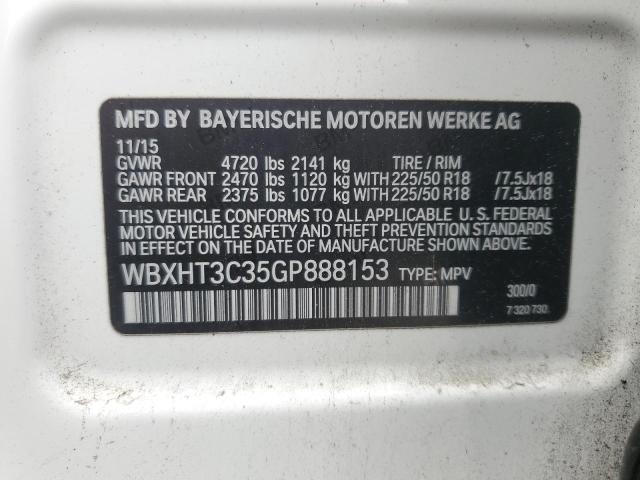 MFD BY BAYERISCHE MOTOREN WERKE AG
11/15
GVWR 4720 lbs 2141 kg TIRE / RIM
GAWR FRONT 2470 lbs 1120 kg WITH 225/50 R18 /7.5Jx18
GAWR REAR 2375 lbs 1077 kg WITH 225/50 R18 /7.5Jx18
THIS VEHICLE CONFORMS TO ALL APPLICABLE U. S. FEDERAL
MOTOR VEHICLE SAFETY, BUMPER, AND THEFT PREVENTION
STANDARDS IN EFFECT ON THE DATE OF MANUFACTURE SHOWN ABOVE.
WBXHT3C35GP888153 TYPE: MPV
300/0
7 320 730